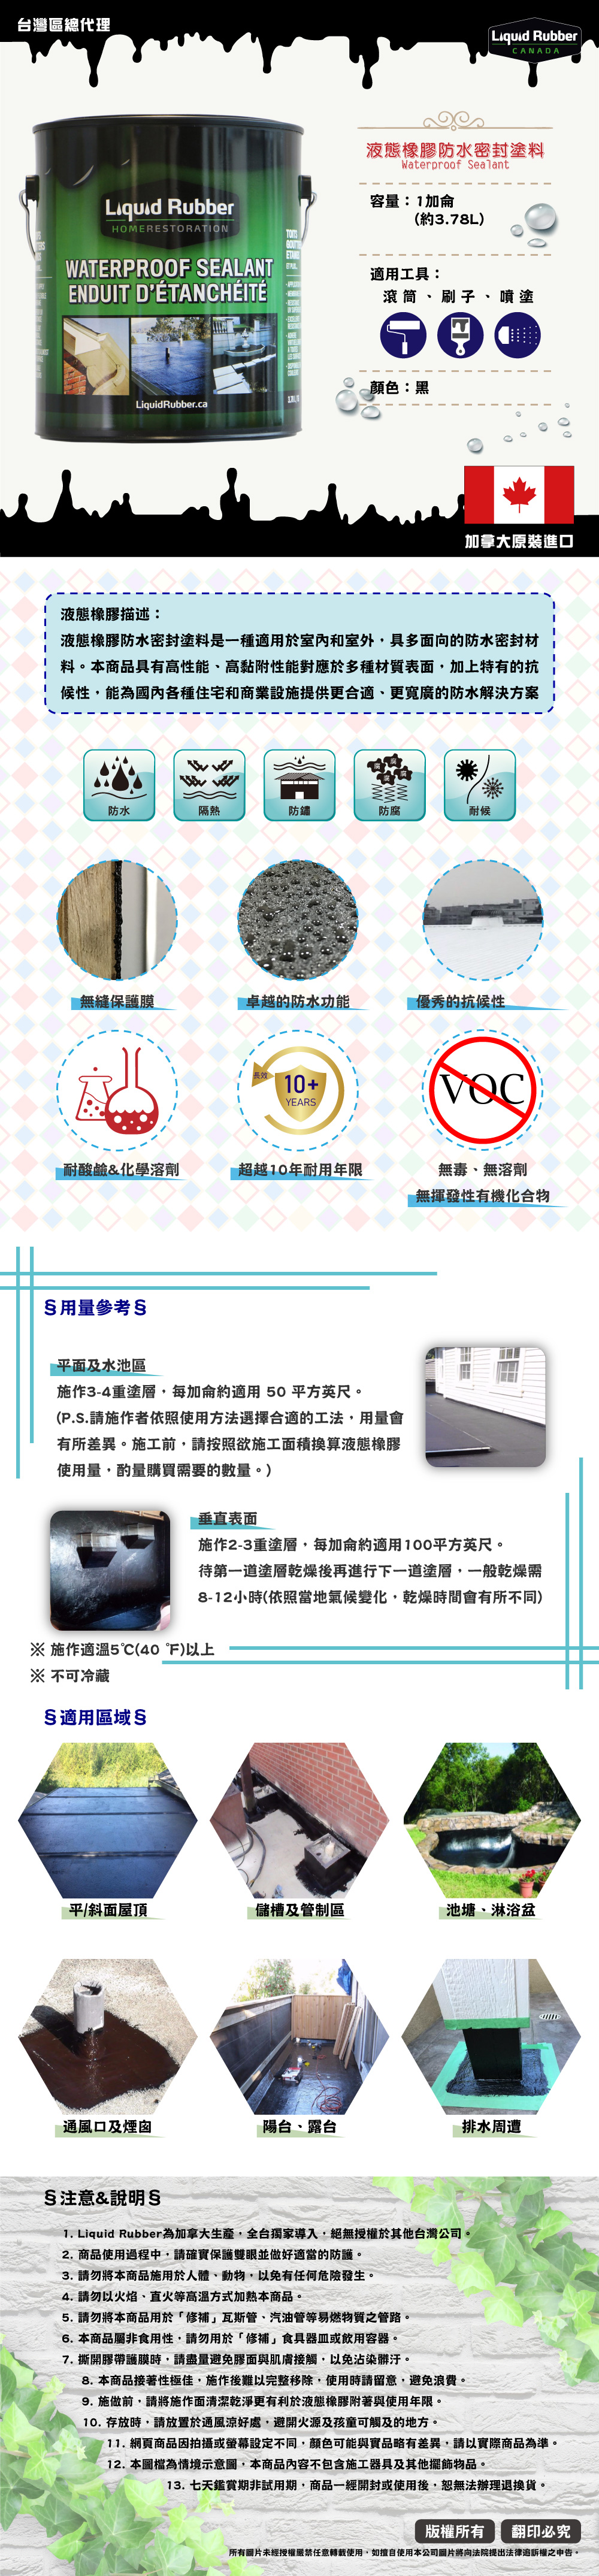 台灣區總代理
Liquid Rubber
CANADA
液態橡膠防水密封塗料
Waterproof Sealant
容量：1加侖
(約3.78L)
適用工具：
滾筒、刷子、噴塗
顏色：黑
Liquid Rubber
HOMERESTORATION
WATERPROOF SEALANT
ENDUIT D'ÉTANCHÉITÉ
LiquidRubber.ca
加拿大原裝進口
液態橡膠描述：
液態橡膠防水密封塗料是一種適用於室內和室外，具多面向的防水密封材
料。本商品具有高性能、高黏附性能對應於多種材質表面，加上特有的抗
候性，能為國內各種住宅和商業設施提供更合適、更寬廣的防水解決方案
防水
隔熱
防鏽
防腐
耐候
無縫保護膜
卓越的防水功能
優秀的抗候性
長效
10+
YEARS
VOC
耐酸鹼&化學溶劑
超越10年耐用年限
無毒、無溶劑
無揮發性有機化合物
§用量參考§
平面及水池區
施作3-4重塗層，每加侖約適用 50 平方英尺。
(P.S.請施作者依照使用方法選擇合適的工法，用量會
有所差異。施工前，請按照欲施工面積換算液態橡膠
使用量，酌量購買需要的數量。)
垂直表面
施作2-3重塗層，每加侖約適用100平方英尺。
待第一道塗層乾燥後再進行下一道塗層，一般乾燥需
8-12小時(依照當地氣候變化，乾燥時間會有所不同)
※ 施作適溫5℃(40 ℉)以上
※ 不可冷藏
§適用區域§
平/斜面屋頂
儲槽及管制區
池塘、淋浴盆
通風口及煙囪
陽台、露台
排水周遭
§注意&說明§
1. Liquid Rubber為加拿大生產，全台獨家導入，絕無授權於其他台灣公司。
2. 商品使用過程中，請確實保護雙眼並做好適當的防護。
3. 請勿將本商品施用於人體、動物，以免有任何危險發生。
4. 請勿以火焰、直火等高溫方式加熱本商品。
5. 請勿將本商品用於「修補」瓦斯管、汽油管等易燃物質之管路。
6. 本商品屬非食用性，請勿用於「修補」食具器皿或飲用容器。
7. 撕開膠帶護膜時，請盡量避免膠面與肌膚接觸，以免沾染髒汙。
8. 本商品接著性極佳，施作後難以完整移除，使用時請留意，避免浪費。
9. 施做前，請將施作面清潔乾淨更有利於液態橡膠附著與使用年限。
10. 存放時，請放置於通風涼好處，避開火源及孩童可觸及的地方。
11. 網頁商品因拍攝或螢幕設定不同，顏色可能與實品略有差異，請以實際商品為準。
12. 本圖檔為情境示意圖，本商品內容不包含施工器具及其他擺飾物品。
13. 七天鑑賞期非試用期，商品一經開封或使用後，恕無法辦理退換貨。
版權所有
翻印必究
所有圖片未經授權嚴禁任意轉載使用，如擅自使用本公司圖片將向法院提出法律追訴權之申告。